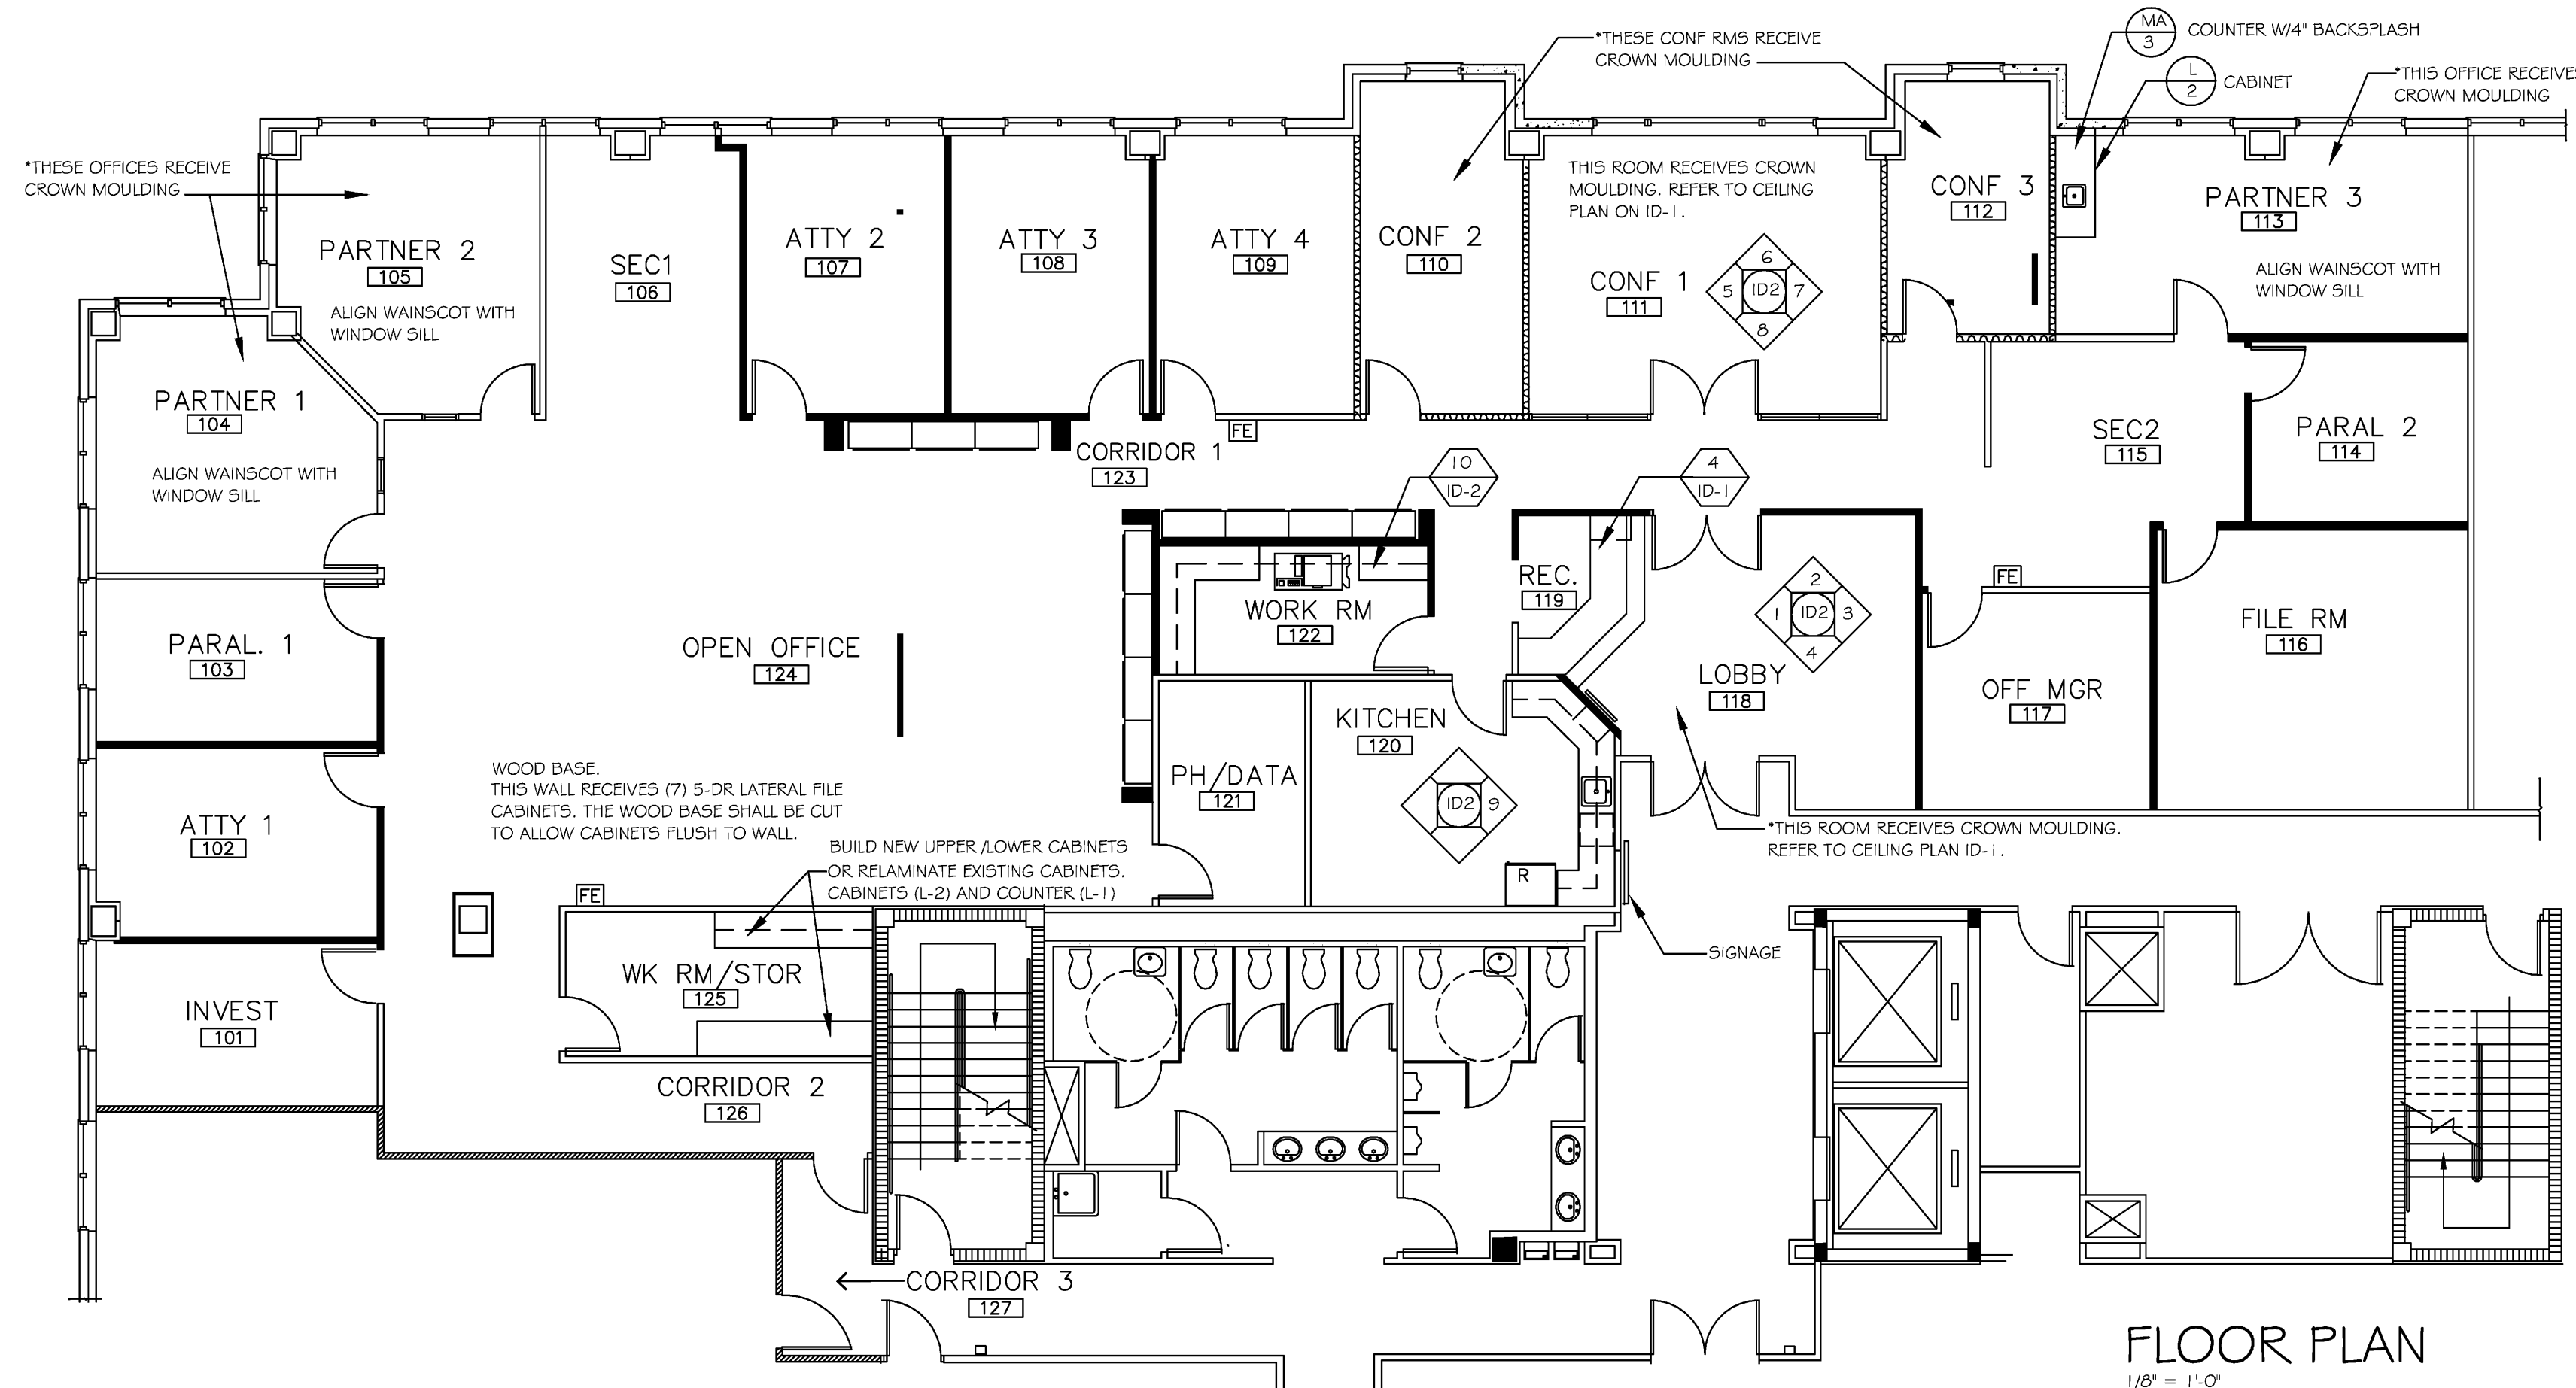 *THESE CONF RMS RECEIVE
CROWN MOULDING
MA
3
COUNTER W/4" BACKSPLASH
L
2
CABINET
*THIS OFFICE RECEIVES
CROWN MOULDING
*THESE OFFICES RECEIVE
CROWN MOULDING
PARTNER 2
105
ALIGN WAINSCOT WITH
WINDOW SILL
SEC1
106
ATTY 2
107
ATTY 3
108
ATTY 4
109
CONF 2
110
THIS ROOM RECEIVES CROWN
MOULDING. REFER TO CEILING
PLAN ON ID-1.
CONF 1
111
6
5 ID2 7
8
CONF 3
112
PARTNER 3
113
ALIGN WAINSCOT WITH
WINDOW SILL
PARTNER 1
104
ALIGN WAINSCOT WITH
WINDOW SILL
FE
CORRIDOR 1
123
10
ID-2
4
ID-1
SEC2
115
PARAL 2
114
PARAL. 1
103
OPEN OFFICE
124
WORK RM
122
REC.
119
2
1 ID2 3
4
LOBBY
118
FE
OFF MGR
117
FILE RM
116
KITCHEN
120
PH/DATA
121
ID2 9
R
WOOD BASE.
THIS WALL RECEIVES (7) 5-DR LATERAL FILE
CABINETS. THE WOOD BASE SHALL BE CUT
TO ALLOW CABINETS FLUSH TO WALL.
ATTY 1
102
BUILD NEW UPPER /LOWER CABINETS
OR RELAMINATE EXISTING CABINETS.
CABINETS (L-2) AND COUNTER (L-1)
*THIS ROOM RECEIVES CROWN MOULDING.
REFER TO CEILING PLAN ID-1.
FE
WK RM/STOR
125
SIGNAGE
INVEST
101
CORRIDOR 2
126
CORRIDOR 3
127
FLOOR PLAN
1/8" = 1'-0"